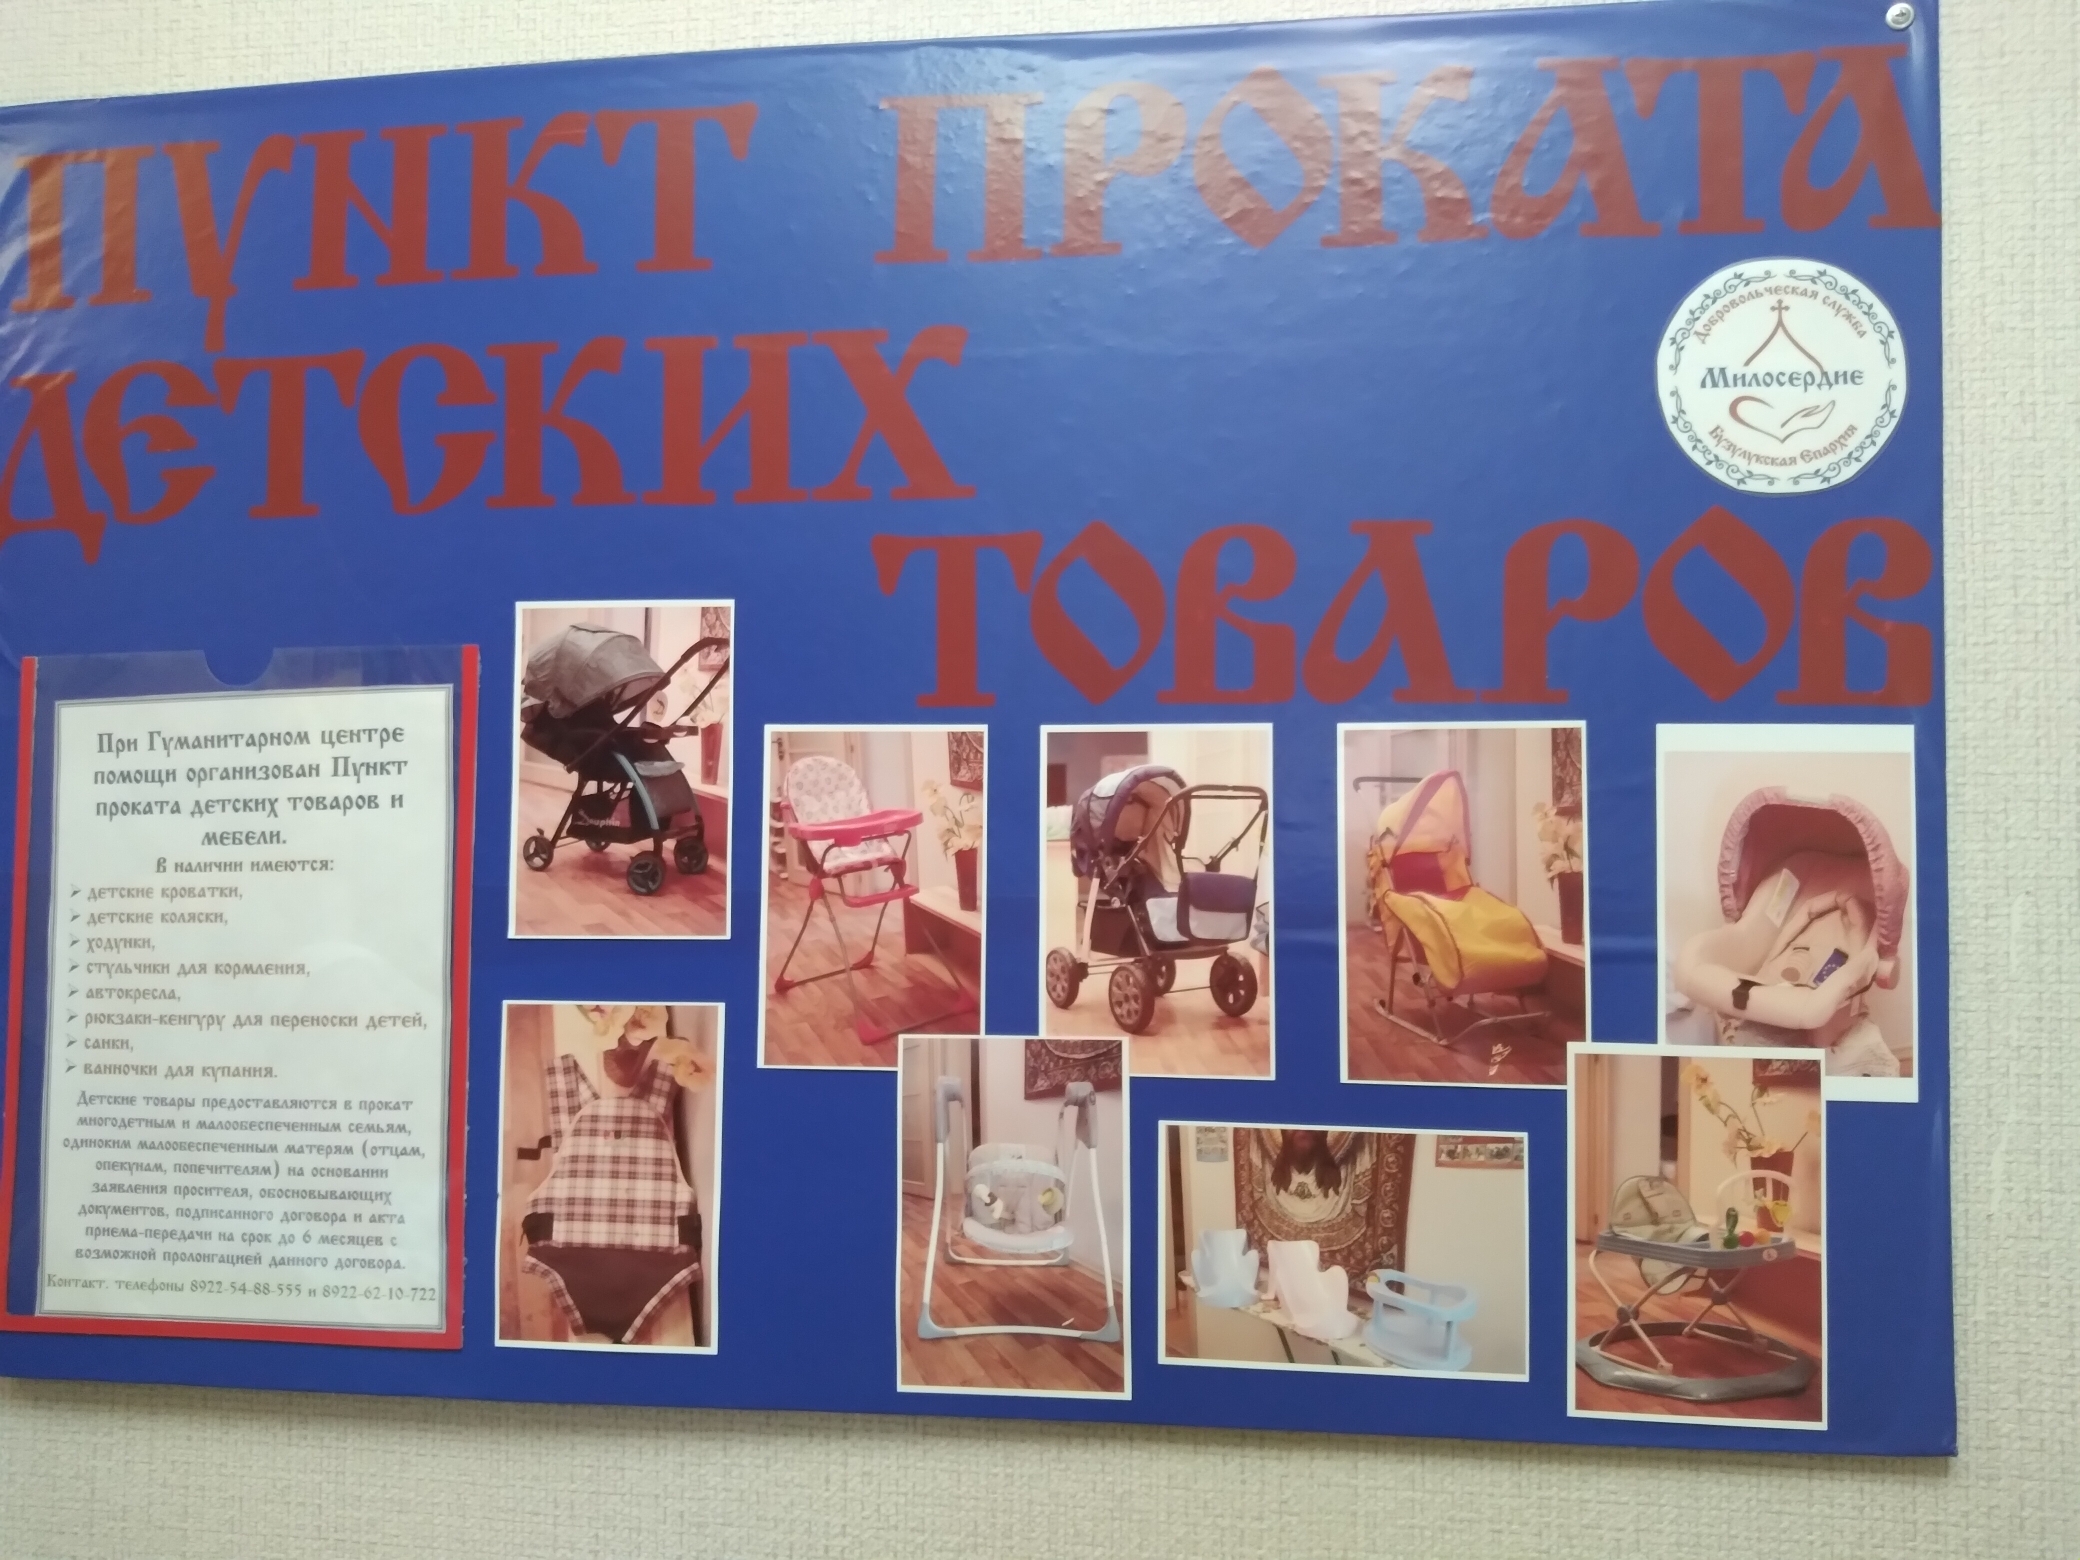 ПУНКТ ПРОКАТА
ДЕТСКИХ
ТОВАРОВ
Добровольческая служба
Милосердие
Бузулукская Епархия
При Гуманитарном центре
помощи организован Пункт
проката детских товаров и
мебели.
В наличии имеются:
➢ детские кроватки,
➢ детские коляски,
➢ ходунки,
➢ стульчики для кормления,
➢ автокресла,
➢ рюкзаки-кенгуру для переноски детей,
➢ санки,
➢ ванночки для купания.
Детские товары предоставляются в прокат
многодетным и малообеспеченным семьям,
одиноким малообеспеченным матерям (отцам,
опекунам, попечителям) на основании
заявления просителя, обосновывающих
документов, подписанного договора и акта
приема-передачи на срок до 6 месяцев с
возможной пролонгацией данного договора.
Контакт. телефоны 8922-54-88-555 и 8922-62-10-722